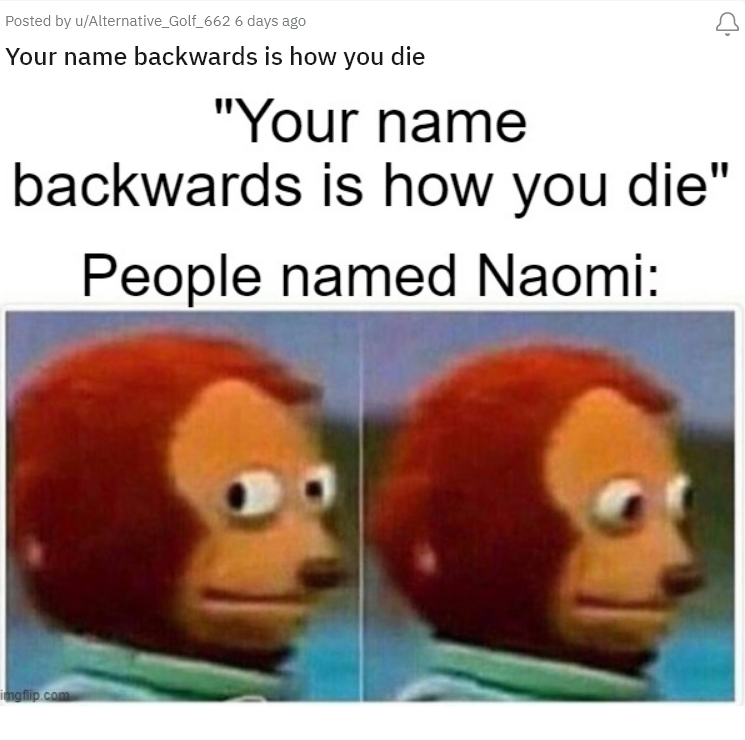 Posted by u/Alternative_Golf_662 6 days ago
Your name backwards is how you die
"Your name
backwards is how you die"
People named Naomi:
imgflip.com